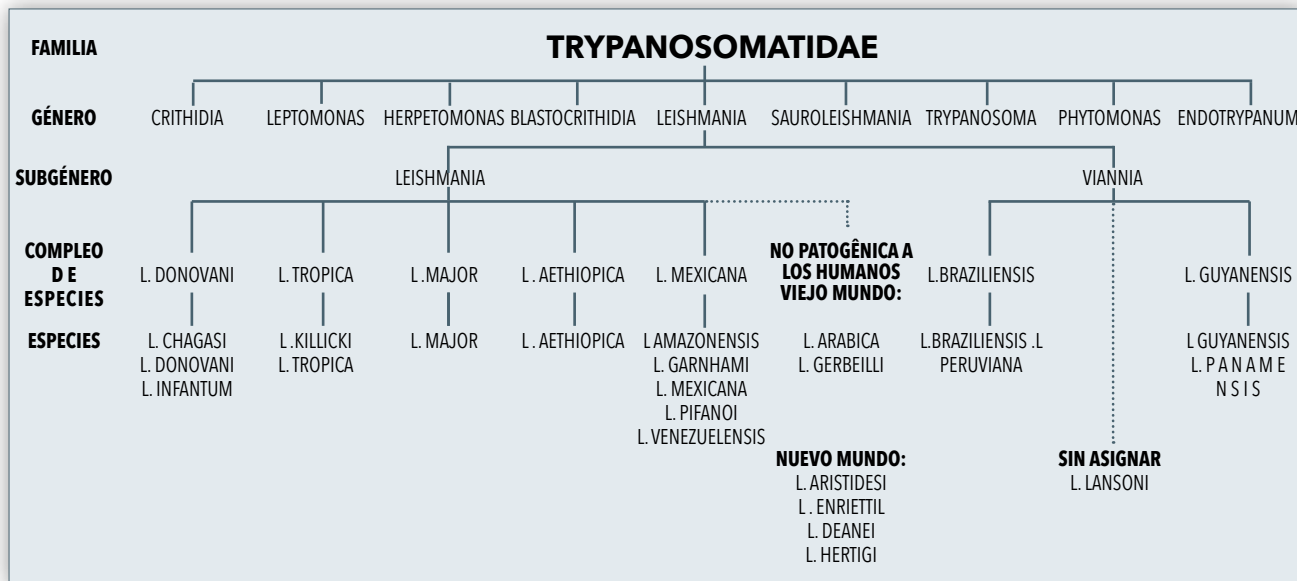 FAMILIA
TRYPANOSOMATIDAE
GÉNERO
CRITHIDIA LEPTOMONAS HERPETOMONAS BLASTOCRITHIDIA LEISHMANIA SAUROLEISHMANIA TRYPANOSOMA PHYTOMONAS ENDOTRYPANUM
SUBGÉNERO
LEISHMANIA VIANNIA
COMPLEO
D E
ESPECIES
L. DONOVANI
L. TROPICA
L .MAJOR
L . AETHIOPICA
L. MEXICANA
NO PATOGÊNICA A
LOS HUMANOS
VIEJO MUNDO:
L.BRAZILIENSIS
L. GUYANENSIS
ESPECIES
L. CHAGASI
L. DONOVANI
L. INFANTUM
L .KILLICKI
L. TROPICA
L. MAJOR
L . AETHIOPICA
L AMAZONENSIS
L. GARNHAMI
L. MEXICANA
L. PIFANOI
L. VENEZUELENSIS
L. ARABICA
L. GERBEILLI
L.BRAZILIENSIS .L
PERUVIANA
L GUYANENSIS
L. P A N A M E
N S I S
NUEVO MUNDO:
L. ARISTIDESI
L . ENRIETTIL
L. DEANEI
L. HERTIGI
SIN ASIGNAR
L. LANSONI